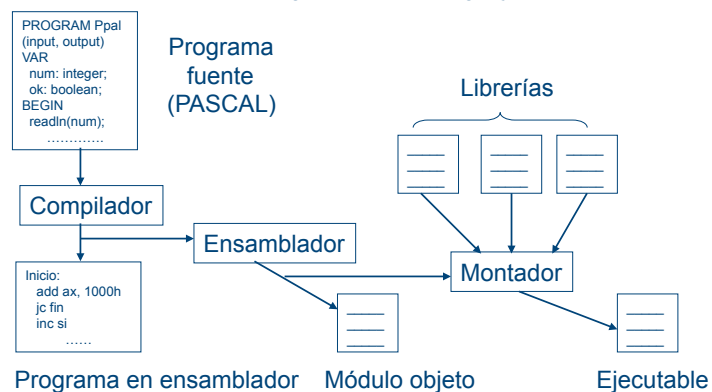 PROGRAM Ppal
(input, output)
VAR
num: integer;
ok: boolean;
BEGIN
readln(num);
.............
Programa
fuente
(PASCAL)
Librerías
Compilador
Ensamblador
Montador
Inicio:
add ax, 1000h
jc fin
inc si
......
Programa en ensamblador
Módulo objeto
Ejecutable